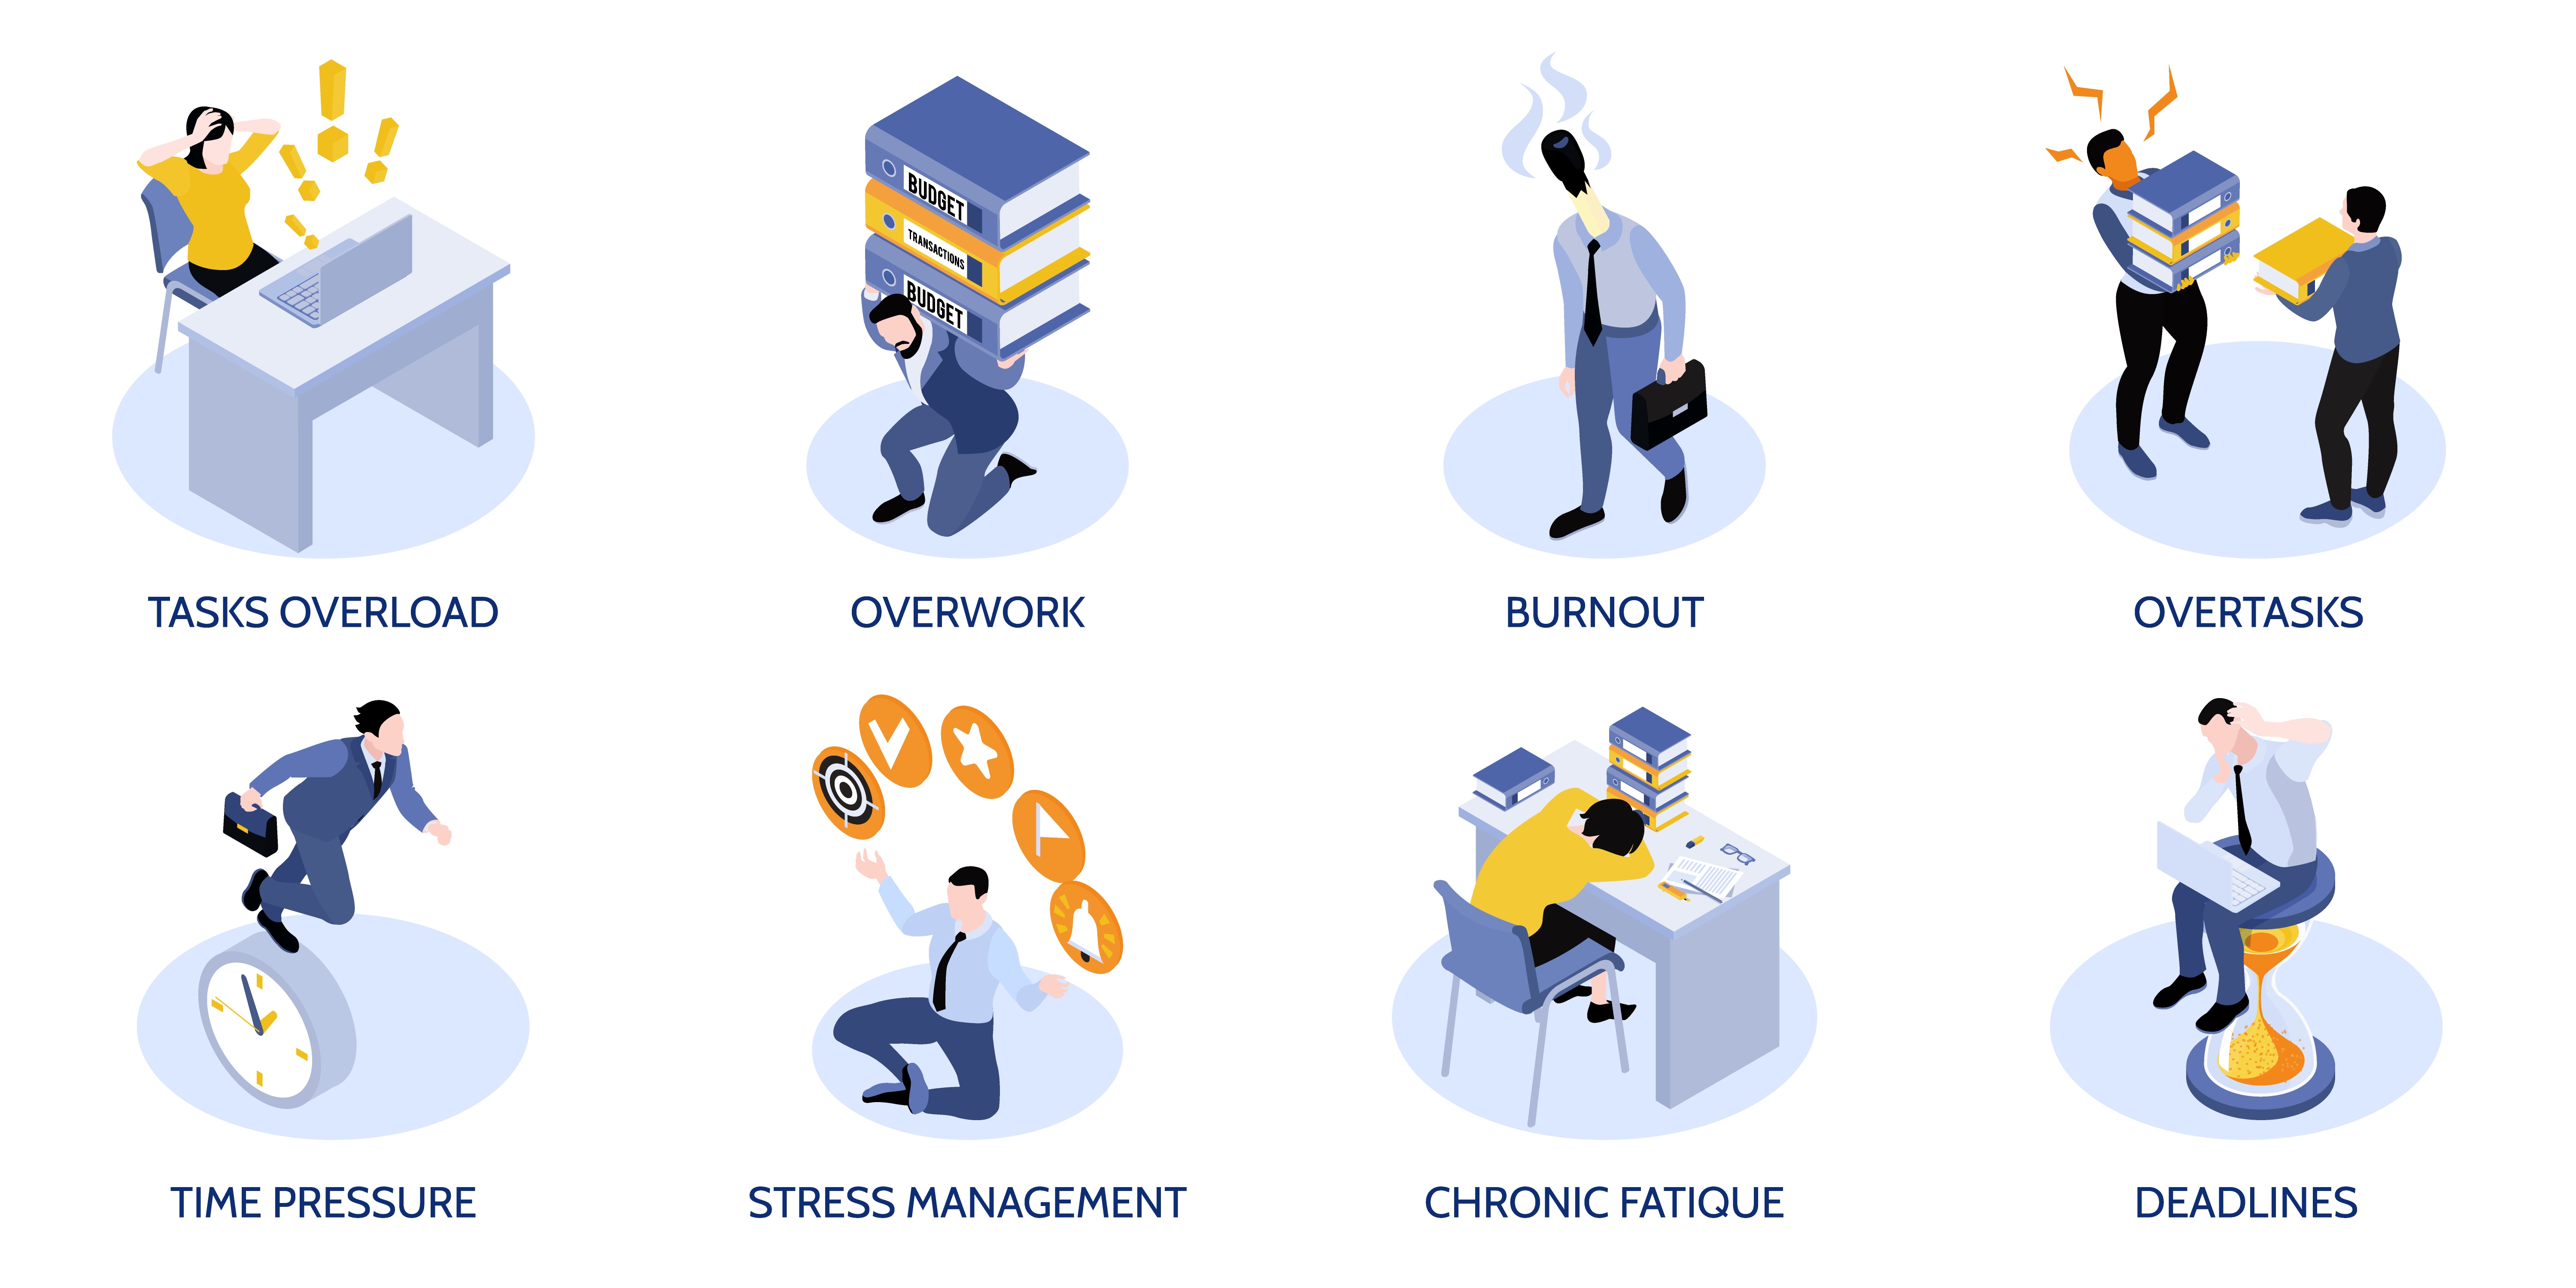 BUDGET
TRANSACTIONS
BUDGET
TASKS OVERLOAD
OVERWORK
BURNOUT
OVERTASKS
TIME PRESSURE
STRESS MANAGEMENT
CHRONIC FATIQUE
DEADLINES